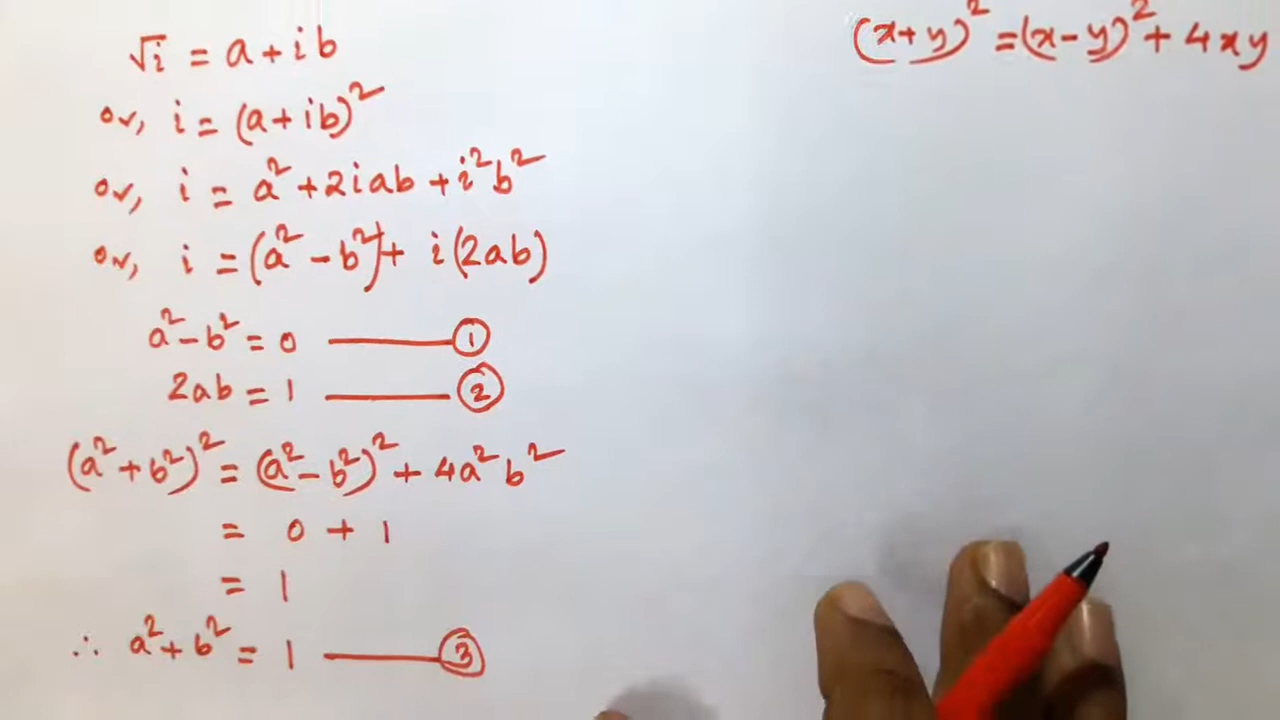 √i = a + i b
(x+y)² = (x-y)² + 4xy
or, i = (a + ib)²
or, i = a² + 2iab + i²b²
or, i = (a² - b²) + i(2ab)
a² - b² = 0 ——— ①
2ab = 1 ——— ②
(a² + b²)² = (a² - b²)² + 4a²b²
= 0 + 1
= 1
∴ a² + b² = 1 ——— ③